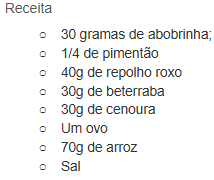 Receita
○ 30 gramas de abobrinha;
○ 1/4 de pimentão
○ 40g de repolho roxo
○ 30g de beterraba
○ 30g de cenoura
○ Um ovo
○ 70g de arroz
○ Sal